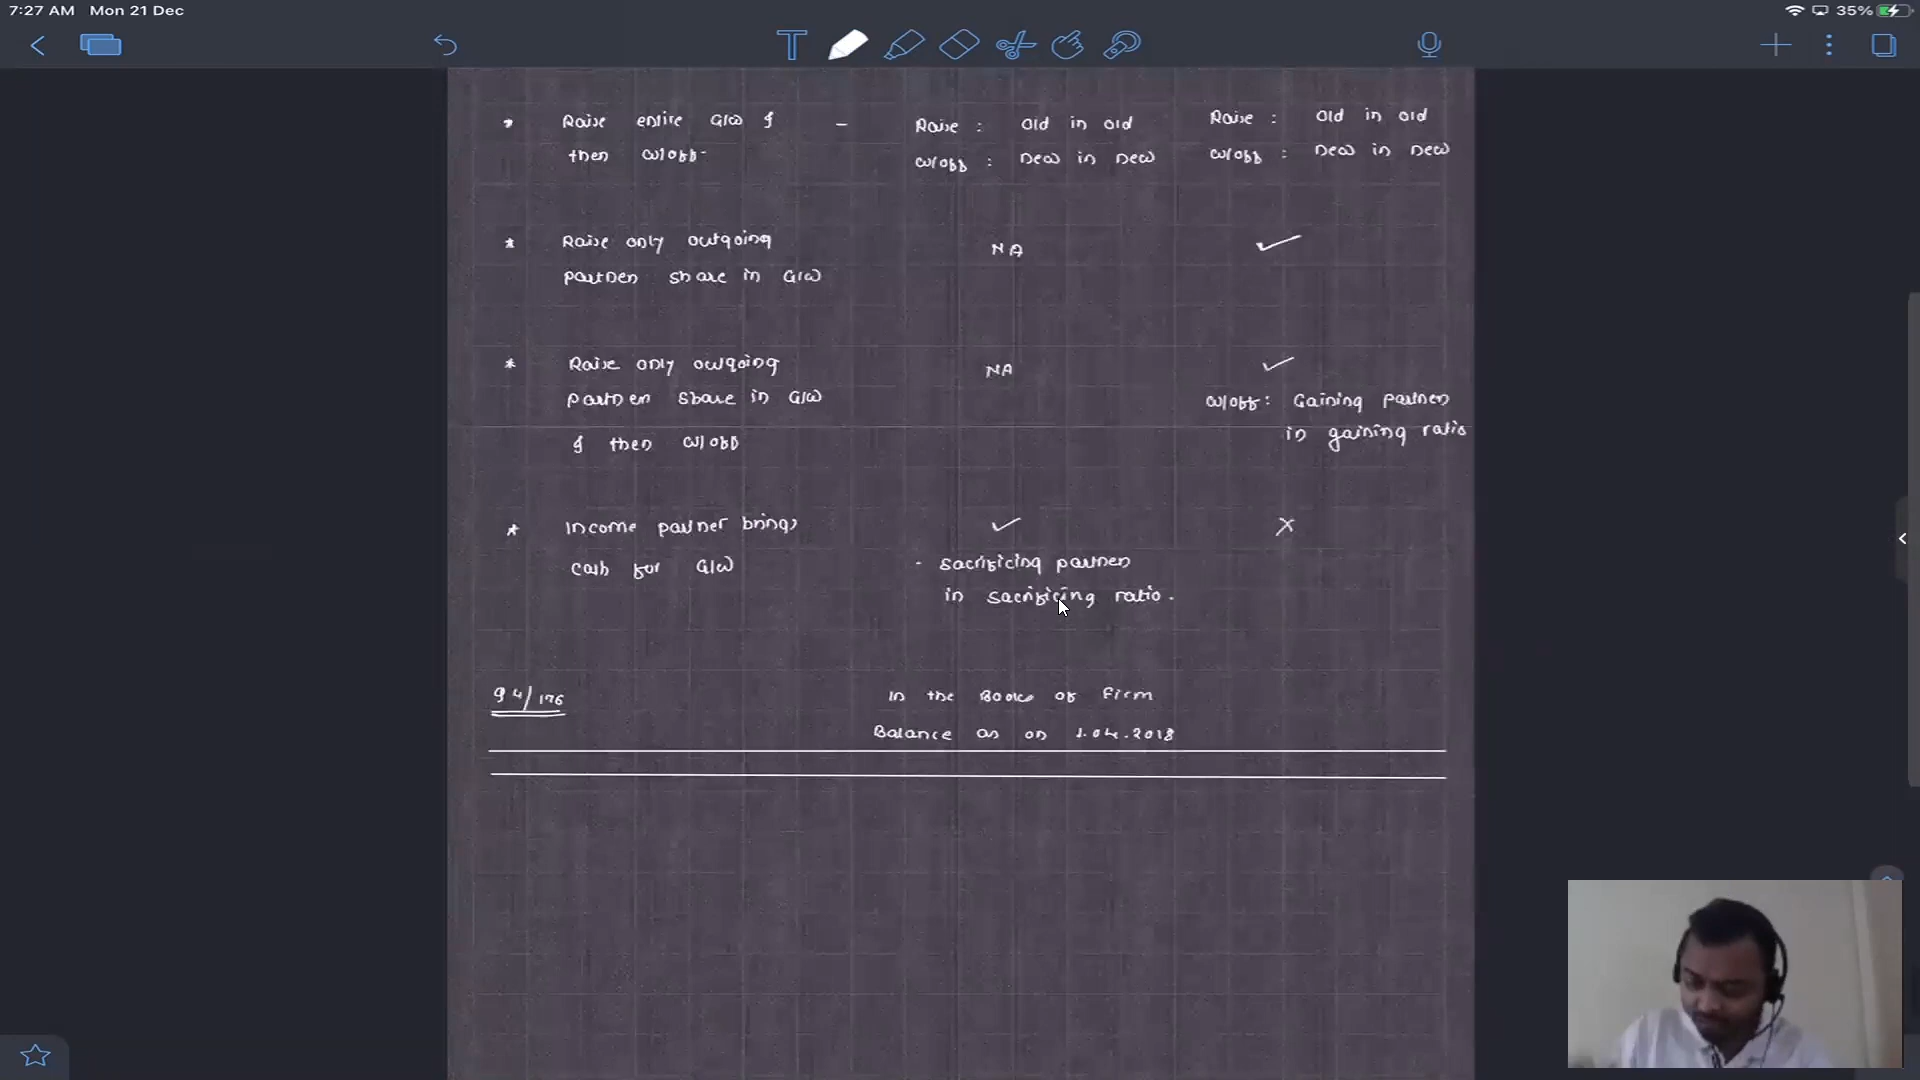 7:27 AM Mon 21 Dec
35%
T
* Raise entire G/W & - Raise : Old in old Raise : Old in old
then w/off. w/off : New in New w/off : New in New
* Raise only outgoing NA ✓
partner share in G/W
* Raise only outgoing NA ✓
partner share in G/W w/off : Gaining partner
& then w/off in gaining ratio
* Income partner brings ✓ X
cash for G/W - sacrificing partner
in sacrificing ratio.
94/176 In the Books of Firm
Balance as on 1.04.2018